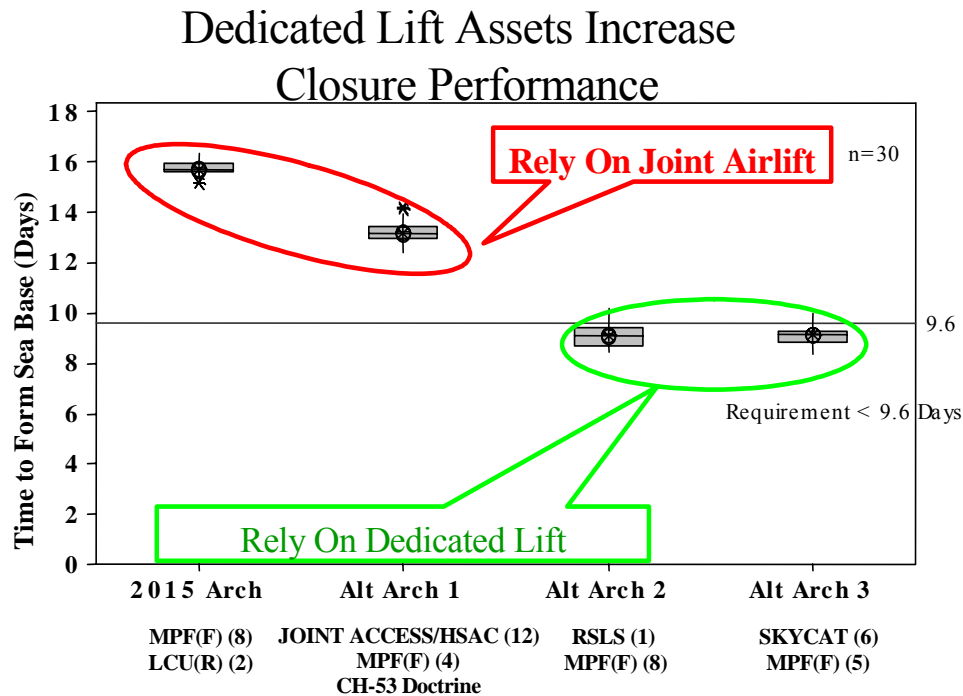 Dedicated Lift Assets Increase
Closure Performance
Time to Form Sea Base (Days)
18
16
14
12
10
8
6
4
2
0
Rely On Joint Airlift
n=30
9.6
Requirement < 9.6 Days
Rely On Dedicated Lift
2015 Arch
Alt Arch 1
Alt Arch 2
Alt Arch 3
MPF(F) (8)
LCU(R) (2)
JOINT ACCESS/HSAC (12)
MPF(F) (4)
CH-53 Doctrine
RSLS (1)
MPF(F) (8)
SKYCAT (6)
MPF(F) (5)